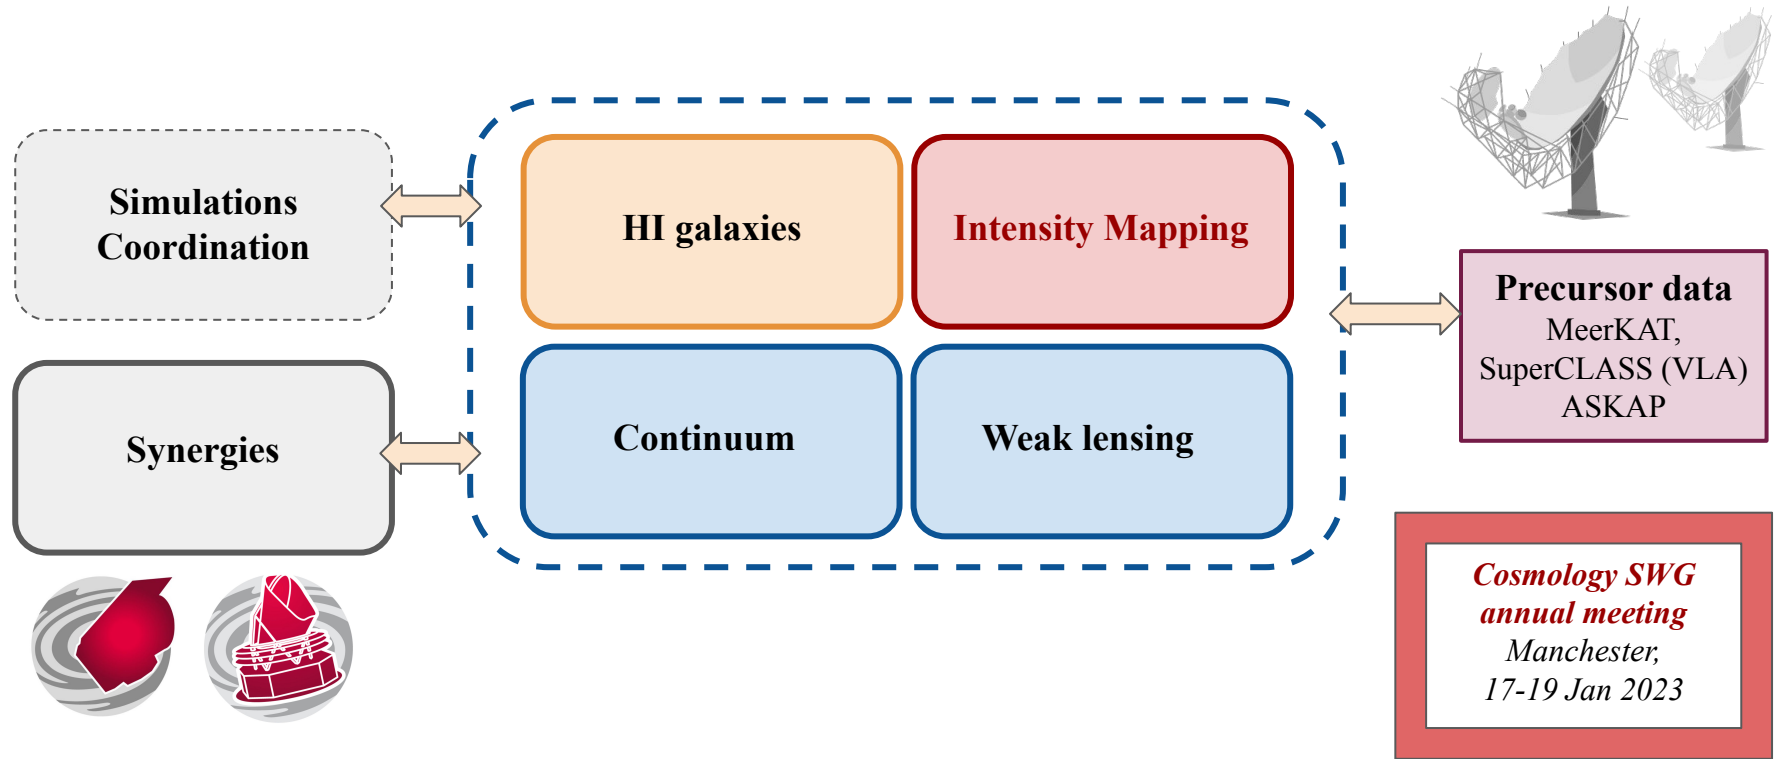 Simulations
Coordination
Synergies
HI galaxies
Intensity Mapping
Continuum
Weak lensing
Precursor data
MeerKAT,
SuperCLASS (VLA)
ASKAP
Cosmology SWG
annual meeting
Manchester,
17-19 Jan 2023